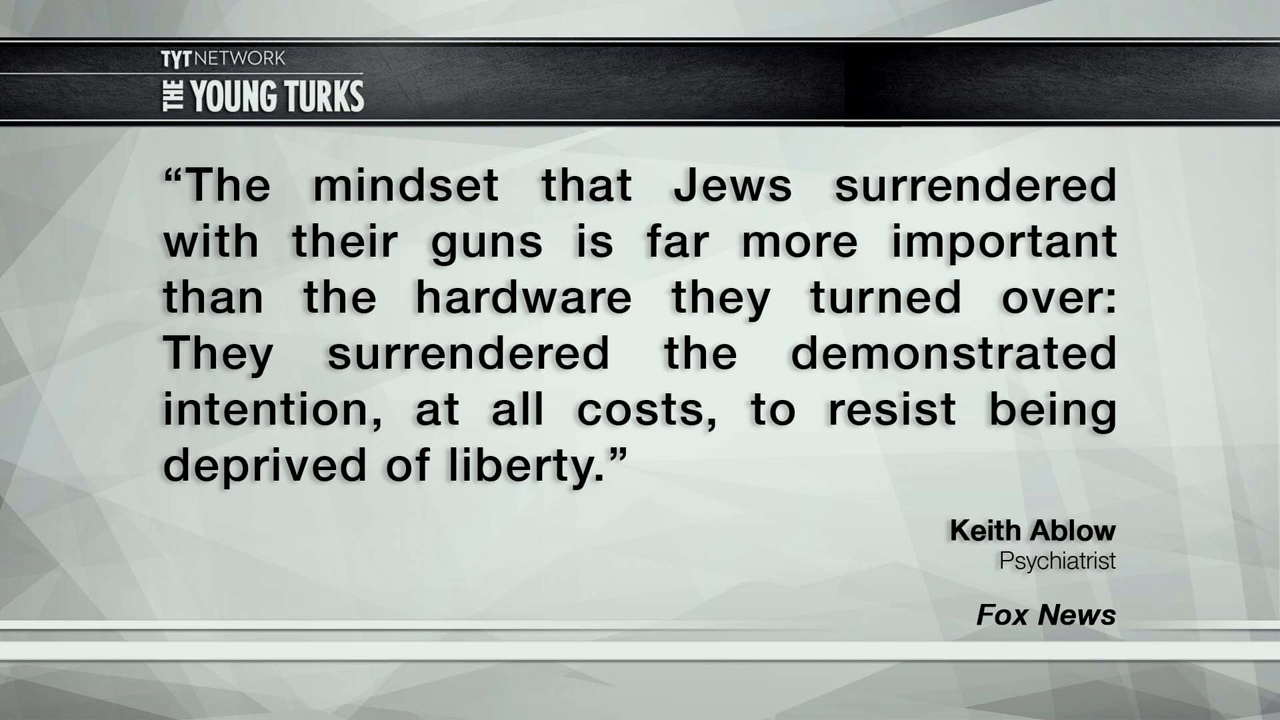 TYT NETWORK
THE YOUNG TURKS
“The mindset that Jews surrendered
with their guns is far more important
than the hardware they turned over:
They surrendered the demonstrated
intention, at all costs, to resist being
deprived of liberty.”
Keith Ablow
Psychiatrist
Fox News